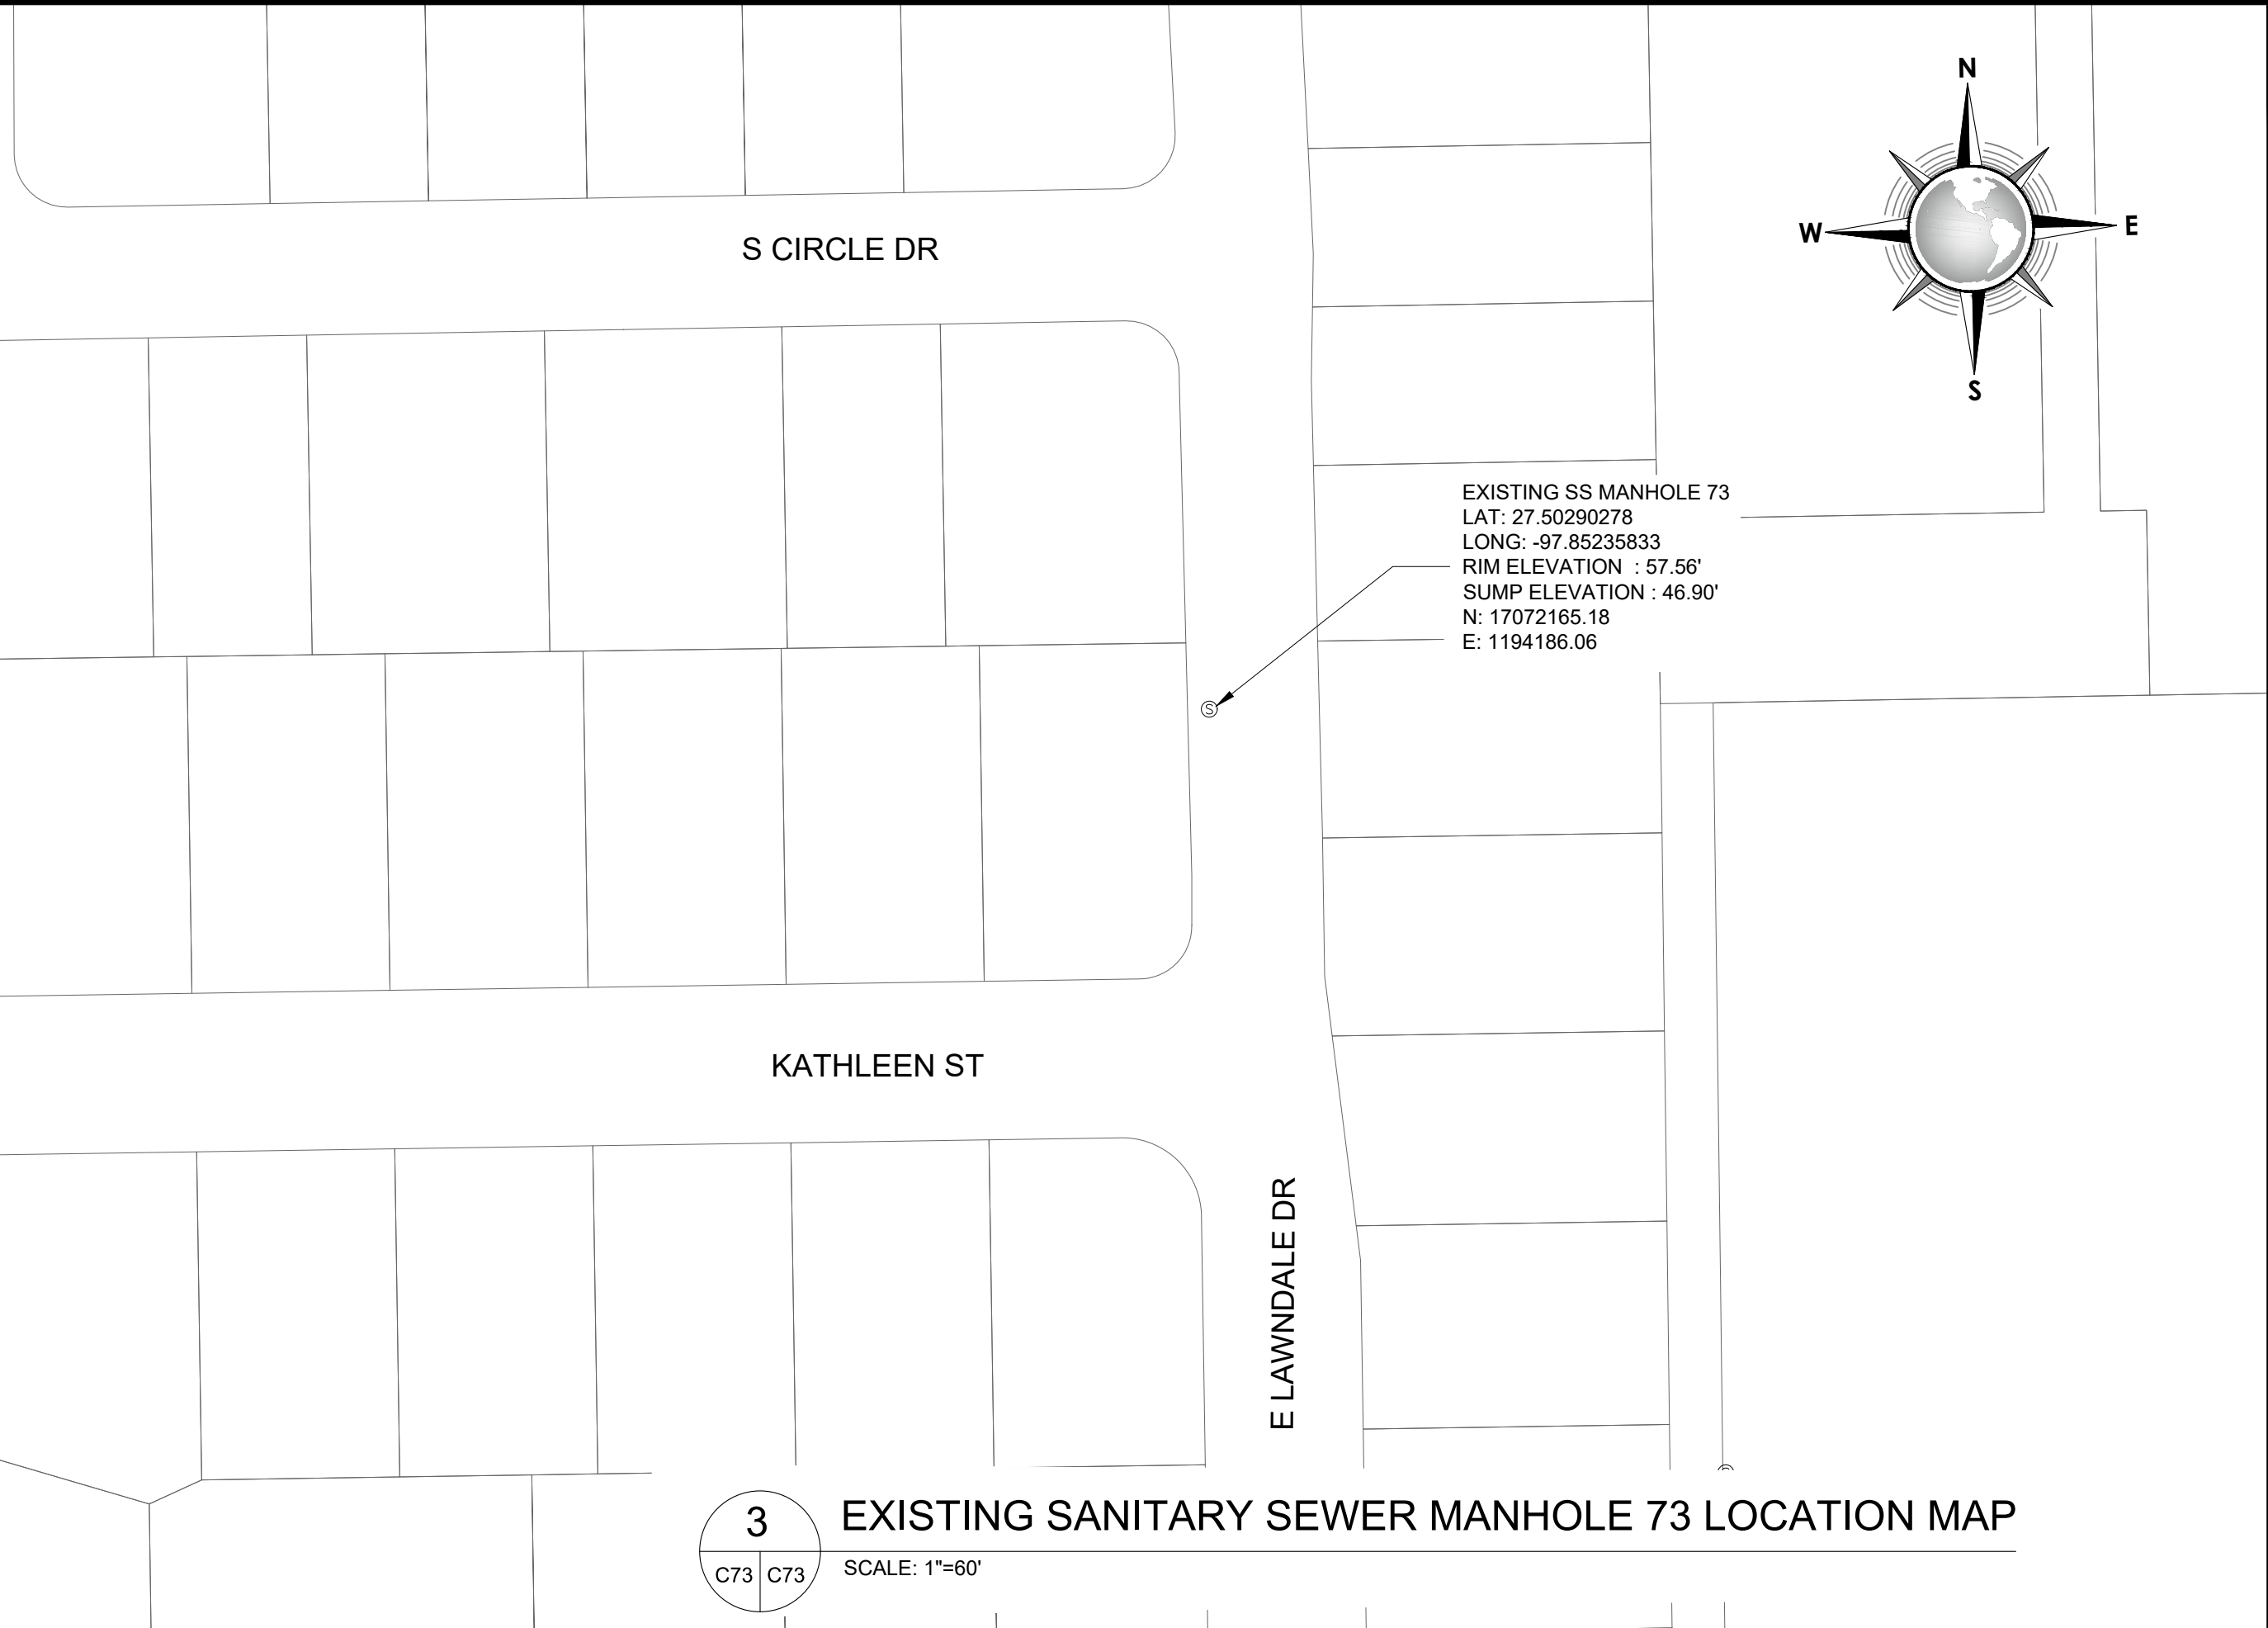 N
W
E
S
S CIRCLE DR
EXISTING SS MANHOLE 73
LAT: 27.50290278
LONG: -97.85235833
RIM ELEVATION : 57.56'
SUMP ELEVATION : 46.90'
N: 17072165.18
E: 1194186.06
S
KATHLEEN ST
E LAWNDALE DR
3
C73 C73
EXISTING SANITARY SEWER MANHOLE 73 LOCATION MAP
SCALE: 1"=60'